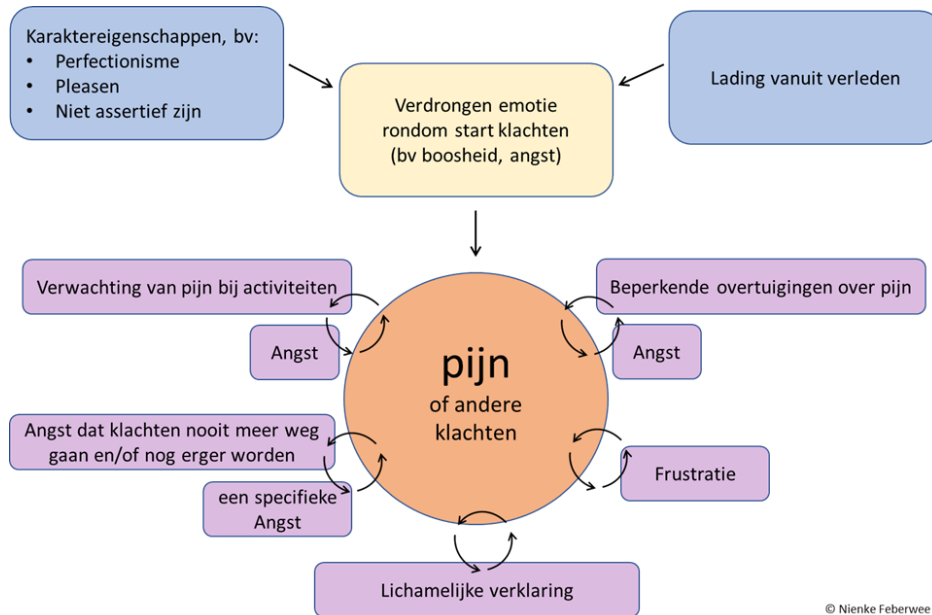 Karaktereigenschappen, bv:
• Perfectionisme
• Pleasen
• Niet assertief zijn
Verdrongen emotie
rondom start klachten
(bv boosheid, angst)
Lading vanuit verleden
Verwachting van pijn bij activiteiten
Angst
Beperkende overtuigingen over pijn
Angst
pijn
of andere
klachten
Angst dat klachten nooit meer weg
gaan en/of nog erger worden
een specifieke
Angst
Frustratie
Lichamelijke verklaring
© Nienke Feberwee